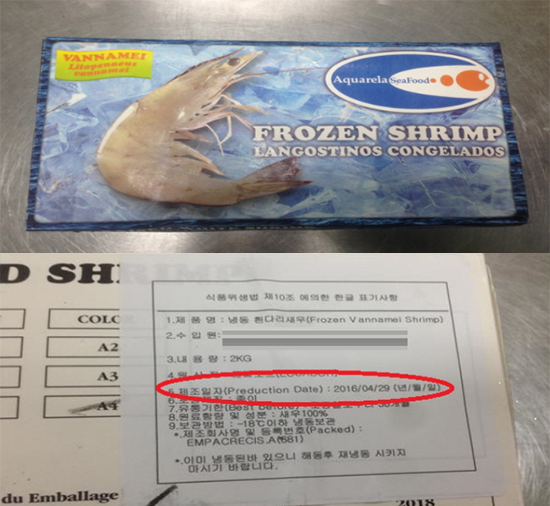 VANNAMEI
Litopenneus
vannamei
Aquarela SeaFood
FROZEN SHRIMP
LANGOSTINOS CONGELADOS
D SHRIMP
식품위생법 제10조 에의한 한글 표기사항
COLO
1.제 품 명 : 냉동 흰다리새우(Frozen Vannamei Shrimp)
2.수 입 원:
A2
3.내 용 량 : 2KG
A3
5.제조일자(Preduction Date) : 2016/04/29 (년/월/일)
A4
7.유통기한(Best before) :
8.원료함량 및 성분 : 새우100%
9.보관방법 : -18℃이하 냉동보관
*.제조회사명 및 등록번호(Packed) :
EMPACRECIS,A(681)
*.이미 냉동된바 있으니 해동후 재냉동 시키지
마시기 바랍니다.
du Emballage
2018